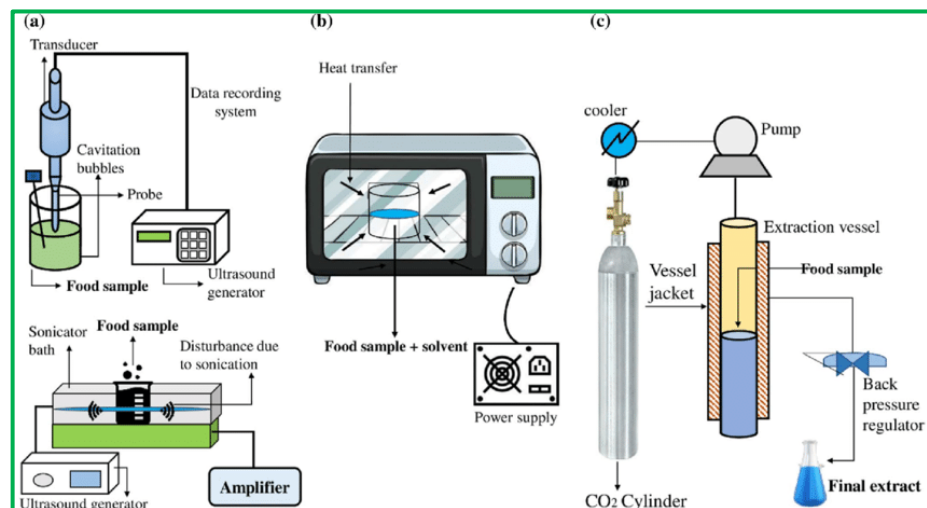 (a)
Transducer
Data recording
system
Cavitation
bubbles
Probe
Food sample
Ultrasound
generator
Sonicator
bath
Food sample
Disturbance due
to sonication
Ultrasound generator
Amplifier
(b)
Heat transfer
Food sample + solvent
Power supply
(c)
cooler
Pump
Extraction vessel
Food sample
Vessel
jacket
Back
pressure
regulator
CO₂ Cylinder
Final extract